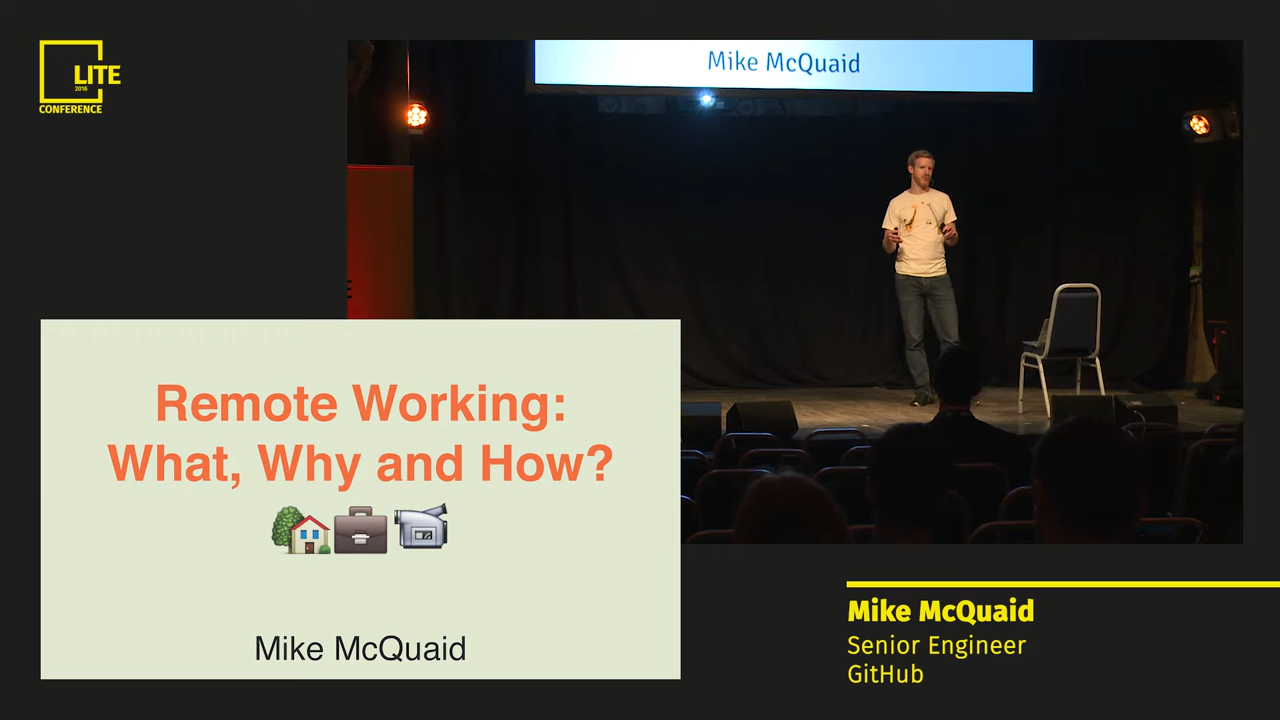 LITE
2016
CONFERENCE
Mike McQuaid
Remote Working:
What, Why and How?
Mike McQuaid
Mike McQuaid
Senior Engineer
GitHub